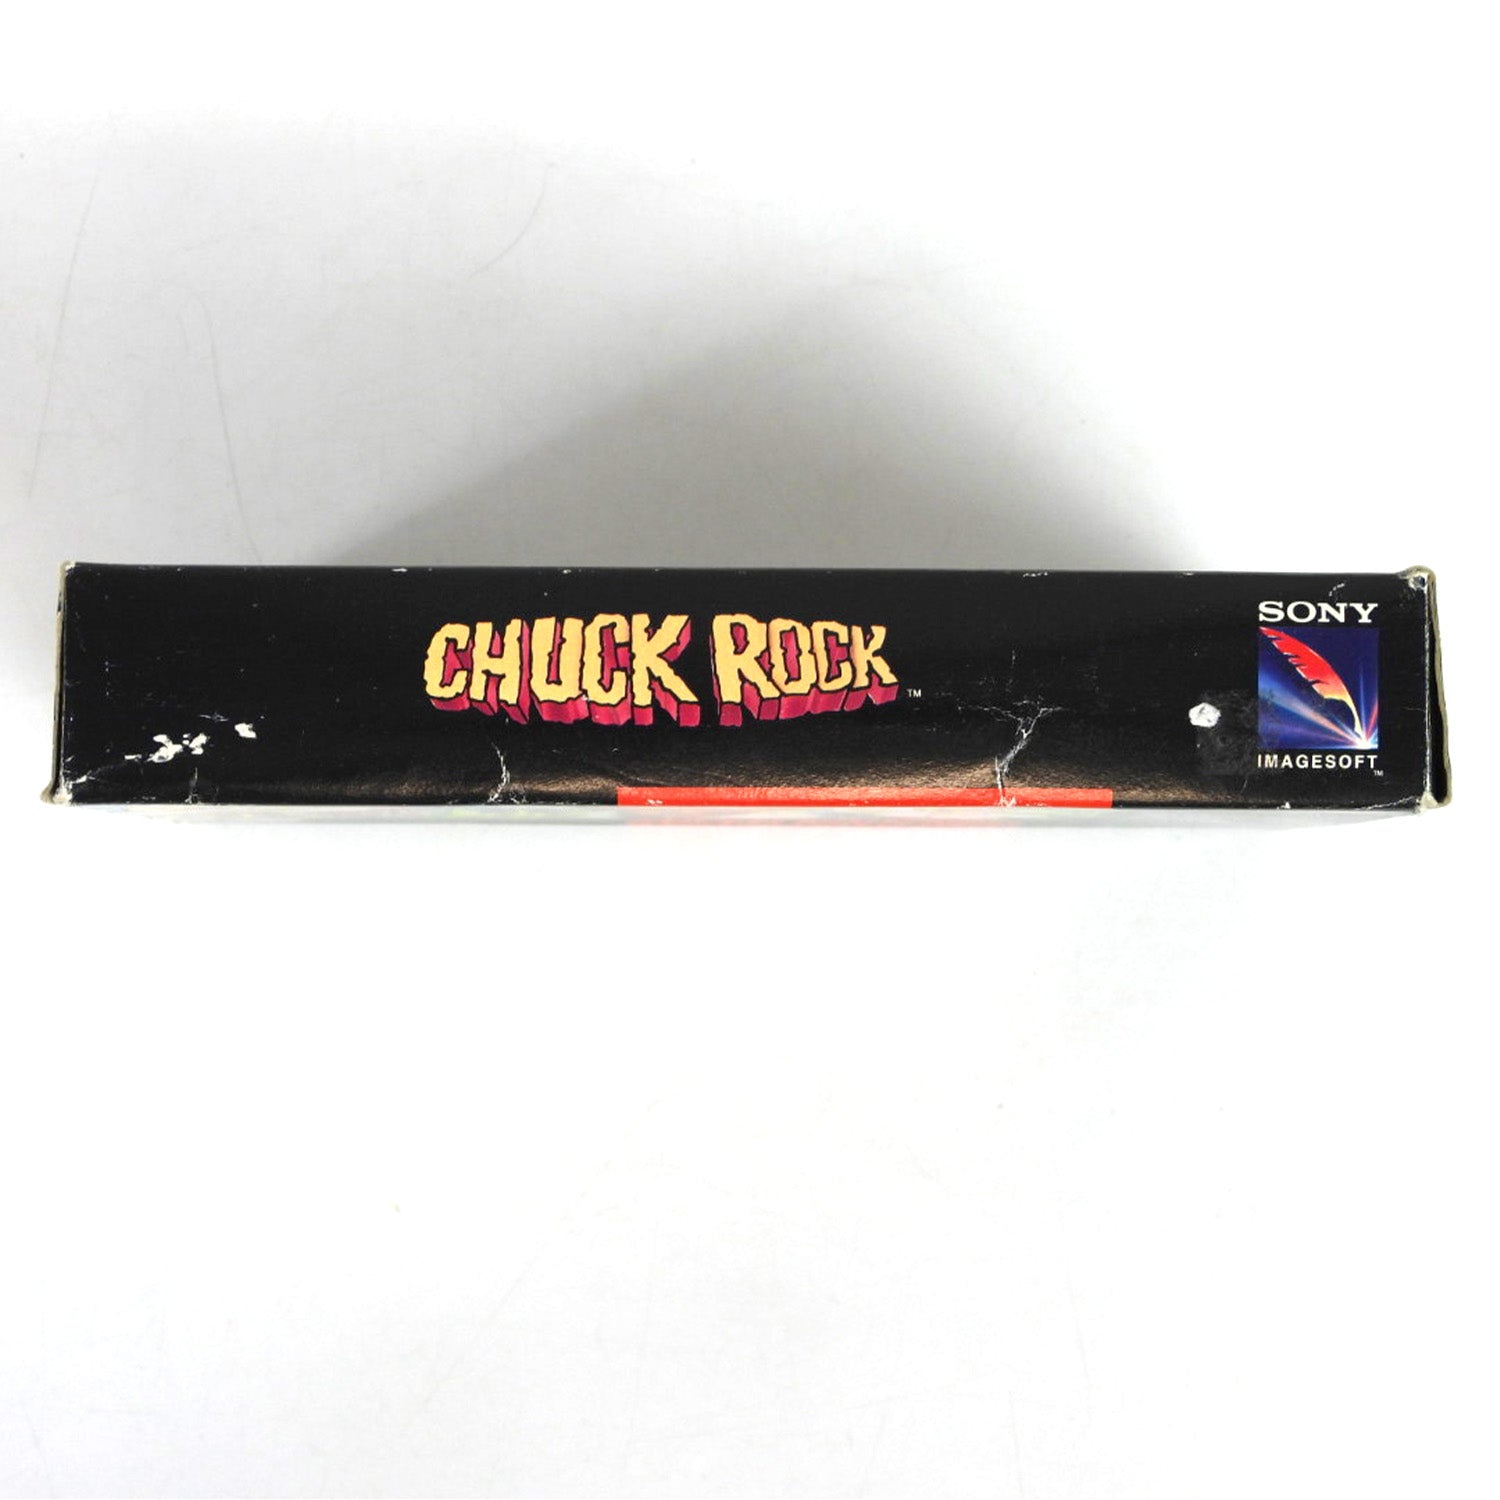 CHUCK ROCK ™
SONY
IMAGESOFT ™